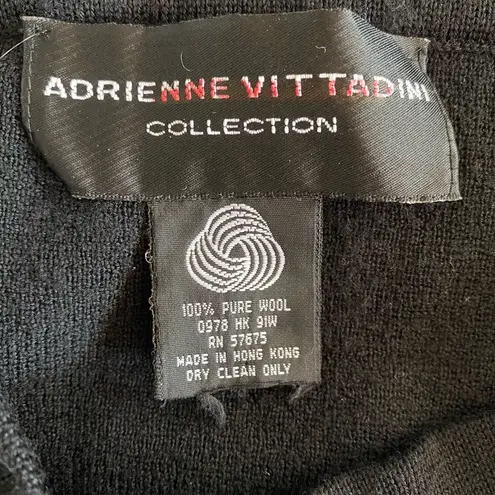 ADRIENNE VITTADINI
COLLECTION
100% PURE WOOL
0978 HK 91W
RN 57675
MADE IN HONG KONG
DRY CLEAN ONLY